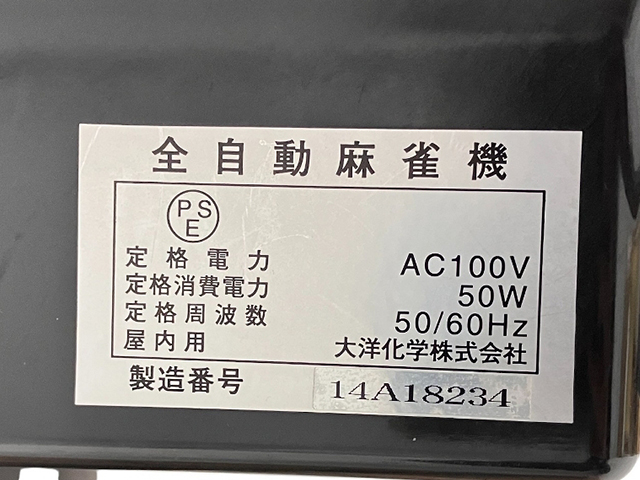 全自動麻雀機
PSE
定格電力 AC100V
定格消費電力 50W
定格周波数 50/60Hz
屋内用 大洋化学株式会社
製造番号 14A18234